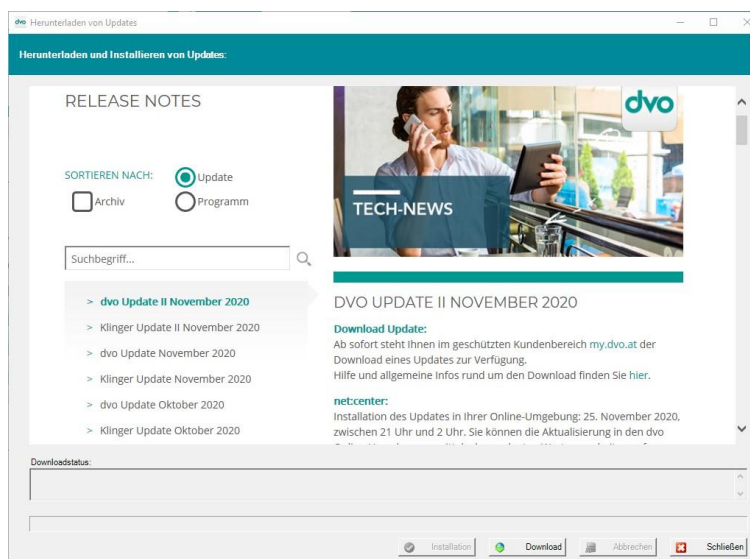 dvo Herunterladen von Updates
Herunterladen und Installieren von Updates:
RELEASE NOTES
SORTIEREN NACH:
Update
Archiv
Programm
Suchbegriff...
> dvo Update II November 2020
> Klinger Update II November 2020
> dvo Update November 2020
> Klinger Update November 2020
> dvo Update Oktober 2020
> Klinger Update Oktober 2020
dvo
TECH-NEWS
DVO UPDATE II NOVEMBER 2020
Download Update:
Ab sofort steht Ihnen im geschützten Kundenbereich my.dvo.at der
Download eines Updates zur Verfügung.
Hilfe und allgemeine Infos rund um den Download finden Sie hier.
net:center:
Installation des Updates in Ihrer Online-Umgebung: 25. November 2020,
zwischen 21 Uhr und 2 Uhr. Sie können die Aktualisierung in den dvo
Downloadstatus:
Installation
Download
Abbrechen
Schließen